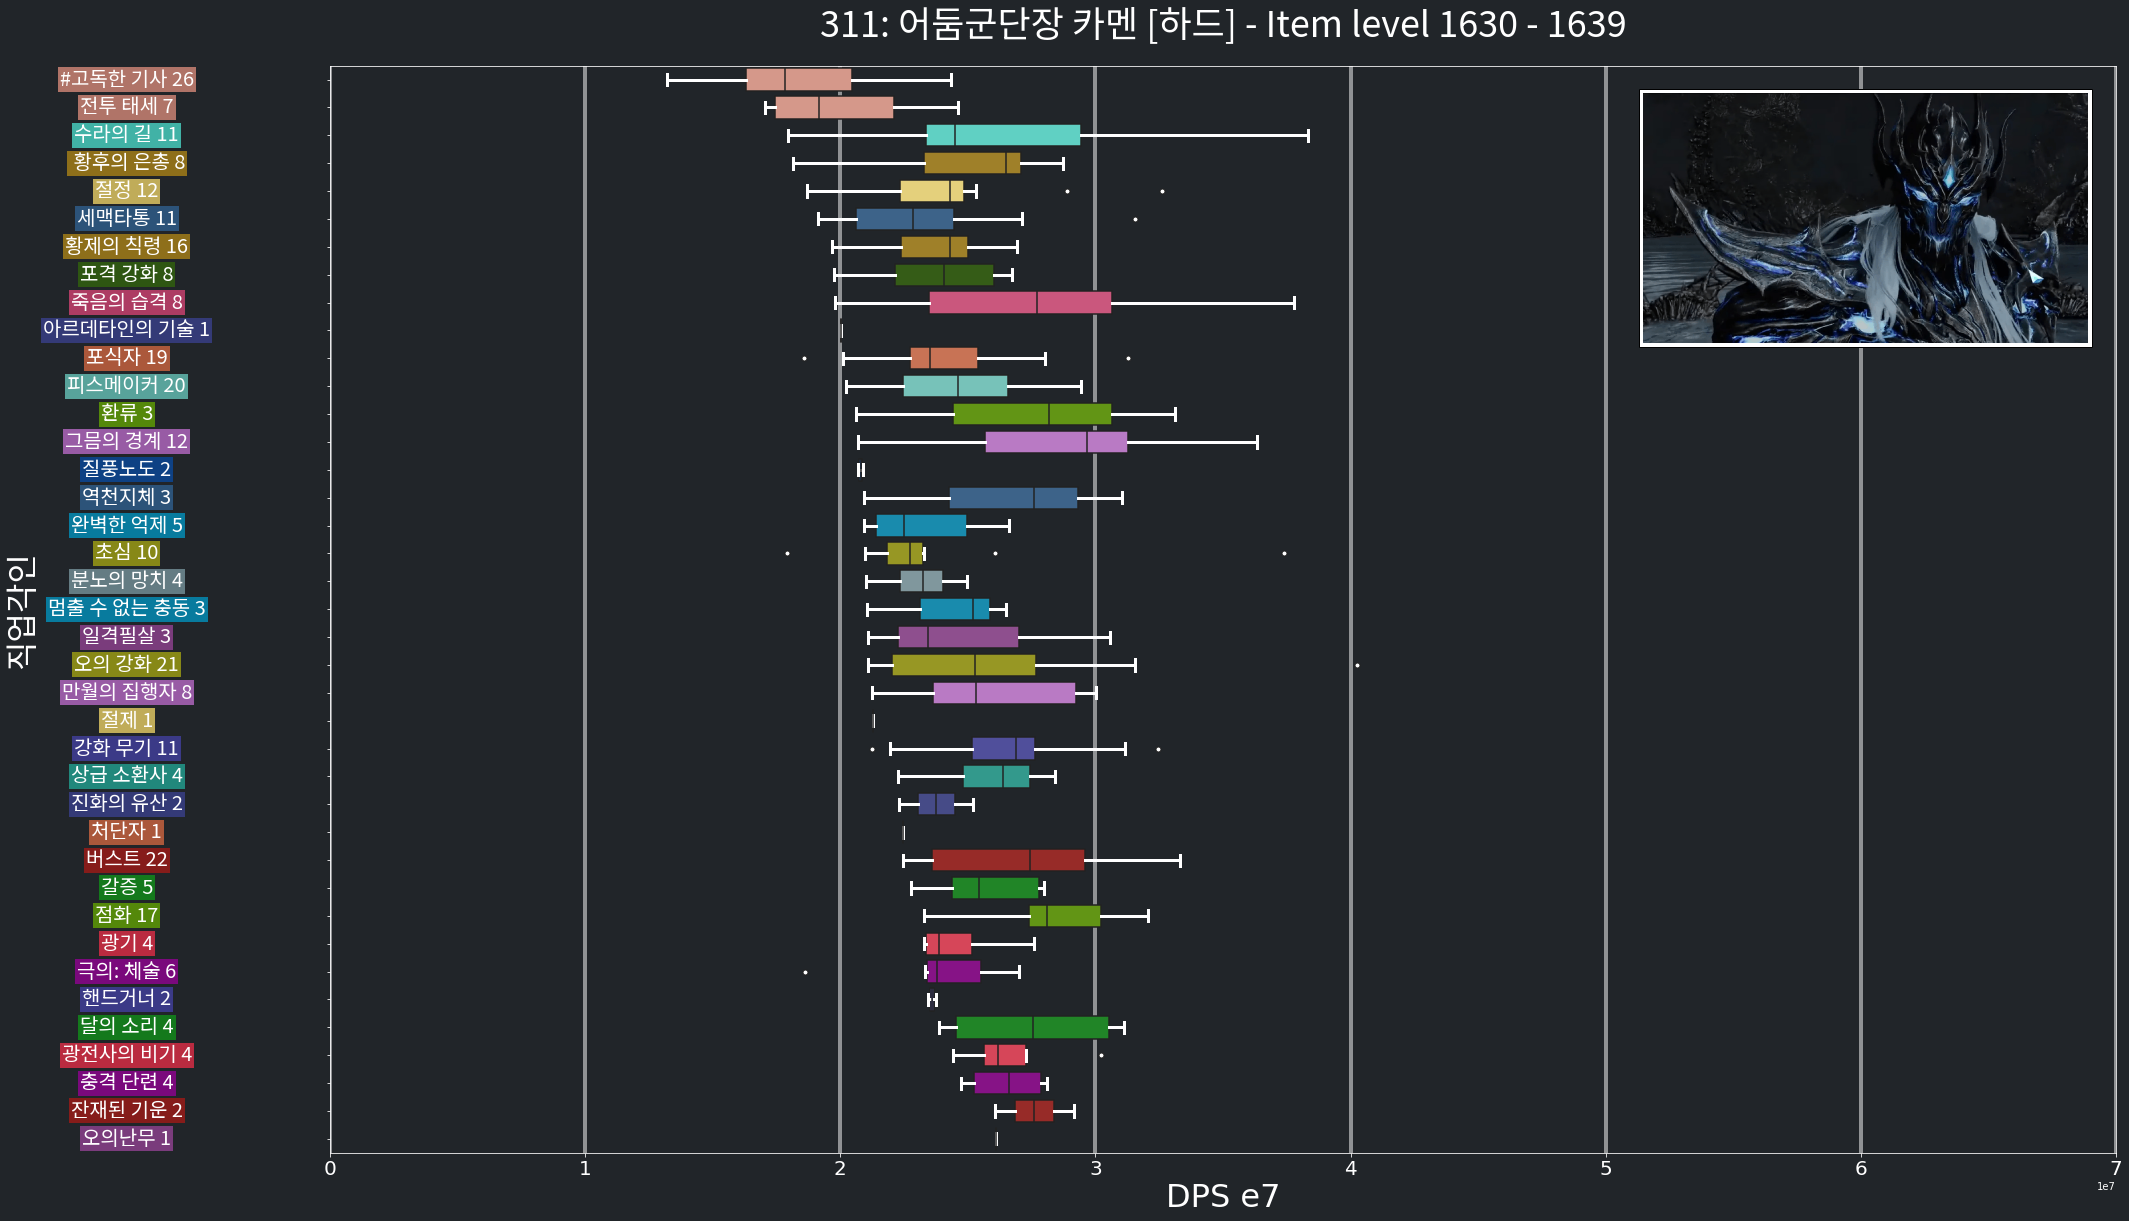 311: 어둠군단장 카멘 [하드] - Item level 1630 - 1639
#고독한 기사 26
전투 태세 7
수라의 길 11
황후의 은총 8
절정 12
세맥타통 11
황제의 칙령 16
포격 강화 8
죽음의 습격 8
아르데타인의 기술 1
포식자 19
피스메이커 20
환류 3
그믐의 경계 12
질풍노도 2
역천지체 3
완벽한 억제 5
초심 10
분노의 망치 4
멈출 수 없는 충동 3
일격필살 3
오의 강화 21
만월의 집행자 8
절제 1
강화 무기 11
상급 소환사 4
진화의 유산 2
처단자 1
버스트 22
갈증 5
점화 17
광기 4
극의: 체술 6
핸드거너 2
달의 소리 4
광전사의 비기 4
충격 단련 4
잔재된 기운 2
오의난무 1
직업각인
0 1 2 3 4 5 6 7
1e7
DPS e7